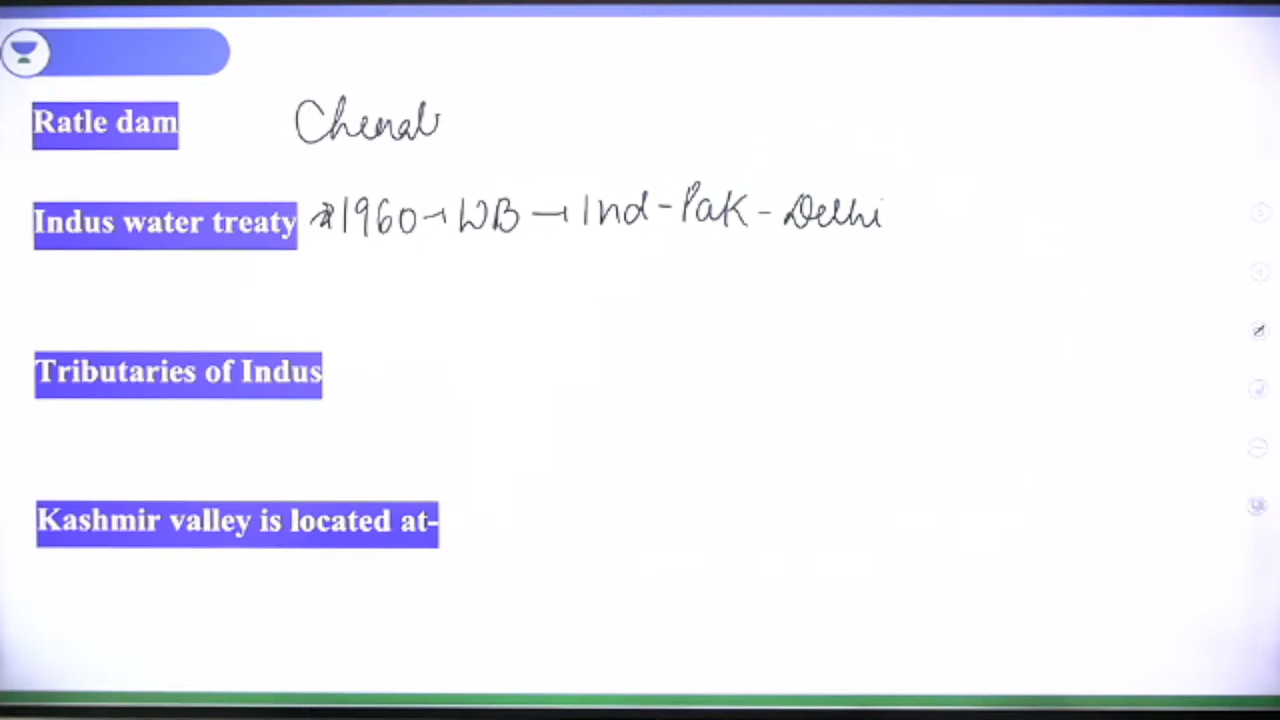 Ratle dam Chenab
Indus water treaty → 1960 → WB → Ind - Pak - Delhi
Tributaries of Indus
Kashmir valley is located at-